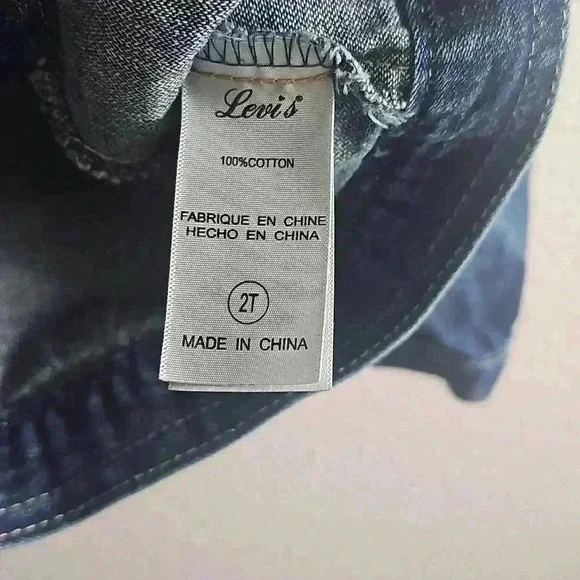 Levi's
100%COTTON
FABRIQUE EN CHINE
HECHO EN CHINA
2T
MADE IN CHINA